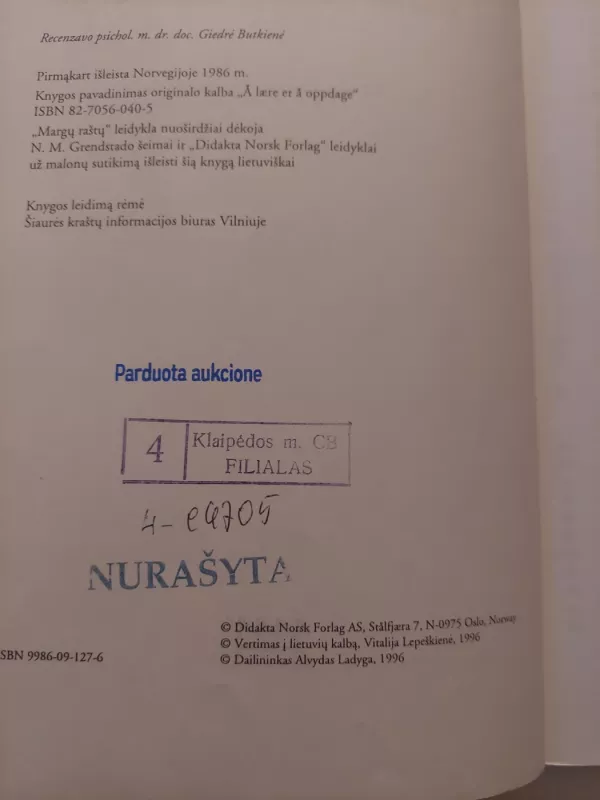 Recenzavo psichol. m. dr. doc. Giedrė Butkienė
Pirmąkart išleista Norvegijoje 1986 m.
Knygos pavadinimas originalo kalba „Å lære er å oppdage“
ISBN 82-7056-040-5
„Margų raštų“ leidykla nuoširdžiai dėkoja
N. M. Grendstado šeimai ir „Didakta Norsk Forlag“ leidyklai
už malonų sutikimą išleisti šią knygą lietuviškai
Knygos leidimą rėmė
Šiaurės kraštų informacijos biuras Vilniuje
Parduota aukcione
4
Klaipėdos m. CB
FILIALAS
4-e4705
NURAŠYTA
© Didakta Norsk Forlag AS, Stålfjæra 7, N-0975 Oslo, Norway
© Vertimas į lietuvių kalbą, Vitalija Lepeškienė, 1996
SBN 9986-09-127-6
© Dailininkas Alvydas Ladyga, 1996